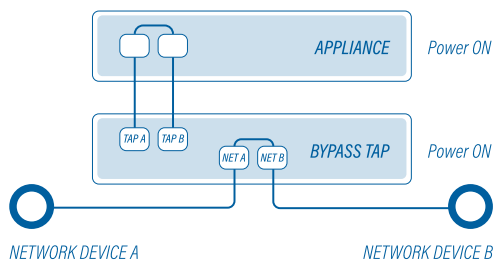 APPLIANCE
Power ON
TAP A
TAP B
BYPASS TAP
Power ON
NET A
NET B
NETWORK DEVICE A
NETWORK DEVICE B